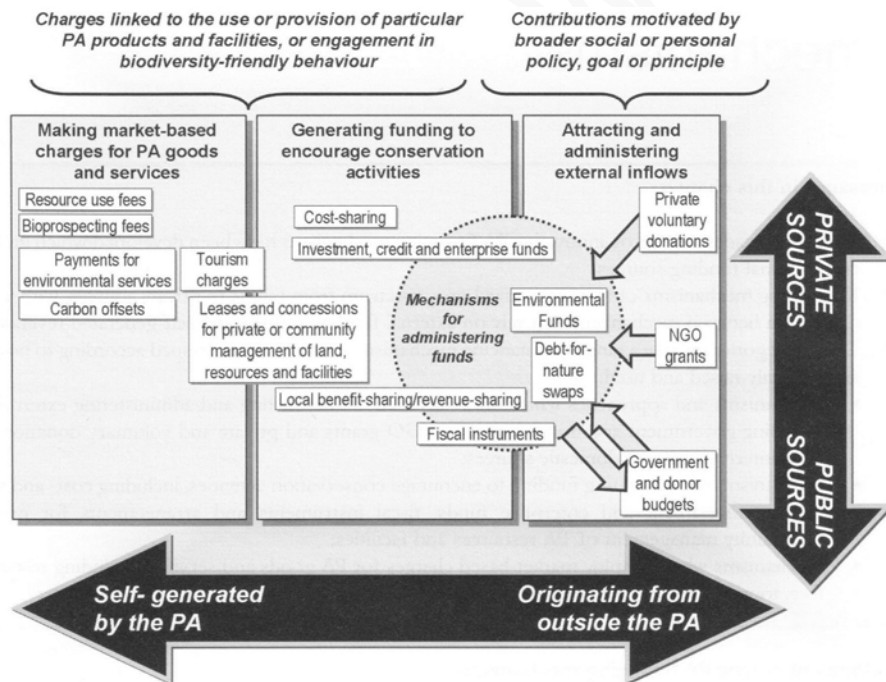 Charges linked to the use or provision of particular
PA products and facilities, or engagement in
biodiversity-friendly behaviour
Contributions motivated by
broader social or personal
policy, goal or principle
Making market-based
charges for PA goods
and services
Generating funding to
encourage conservation
activities
Attracting and
administering
external inflows
Resource use fees
Bioprospecting fees
Payments for
environmental services
Carbon offsets
Tourism
charges
Leases and concessions
for private or community
management of land,
resources and facilities
Cost-sharing
Investment, credit and enterprise funds
Mechanisms
for
administering
funds
Local benefit-sharing/revenue-sharing
Fiscal instruments
Private
voluntary
donations
Environmental
Funds
NGO
grants
Debt-for-
nature
swaps
Government
and donor
budgets
PRIVATE
SOURCES
PUBLIC
SOURCES
Self- generated
by the PA
Originating from
outside the PA